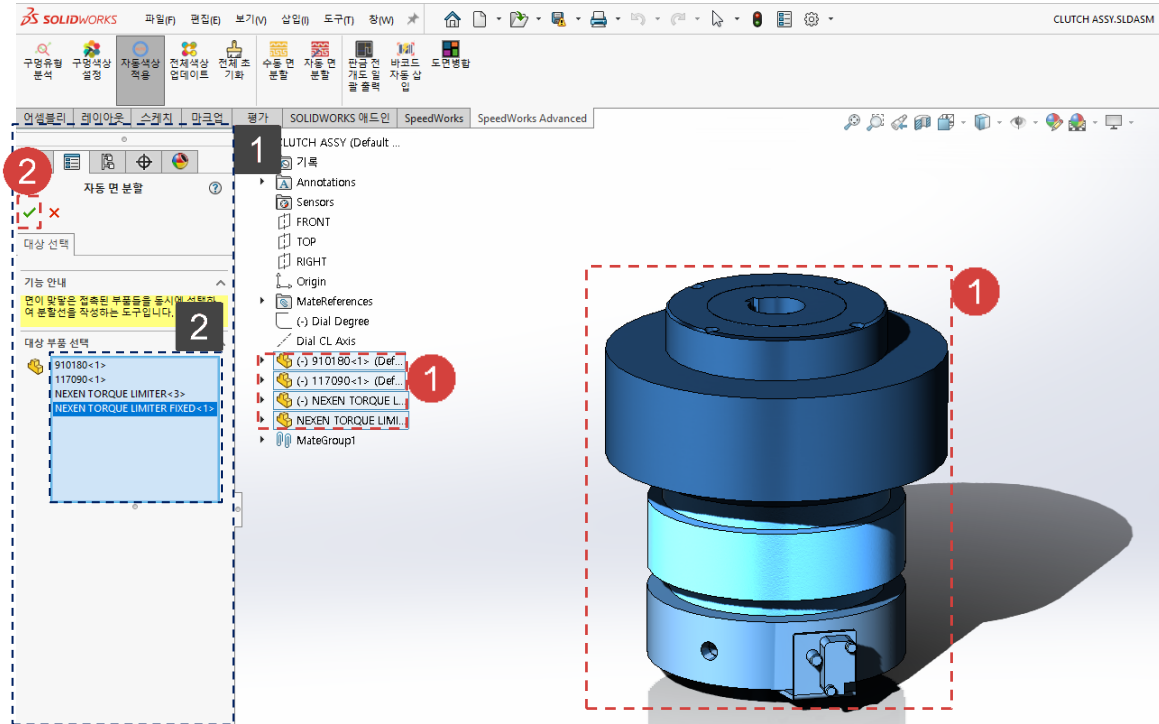 SOLIDWORKS 파일(F) 편집(E) 보기(V) 삽입(I) 도구(T) 창(W) CLUTCH ASSY.SLDASM
구멍유형 분석
구멍색상 설정
자동색상 적용
전체색상 업데이트
전체 초기화
수동 면 분할
자동 면 분할
판금 전개도 일괄 출력
바코드 자동 삽입
도면병합
어셈블리 레이아웃 스케치 마크업 평가 SOLIDWORKS 애드인 SpeedWorks SpeedWorks Advanced
1
2
자동 면 분할
대상 선택
기능 안내
면이 맞닿은 접촉된 부품들을 동시에 선택하
여 분할선을 작성하는 도구입니다.
2
대상 부품 선택
910180<1>
117090<1>
NEXEN TORQUE LIMITER<3>
NEXEN TORQUE LIMITER FIXED<1>
CLUTCH ASSY (Default ...
기록
Annotations
Sensors
FRONT
TOP
RIGHT
Origin
MateReferences
(-) Dial Degree
Dial CL Axis
(-) 910180<1> (Def...
(-) 117090<1> (Def...
(-) NEXEN TORQUE L...
NEXEN TORQUE LIMI...
MateGroup1
1
1